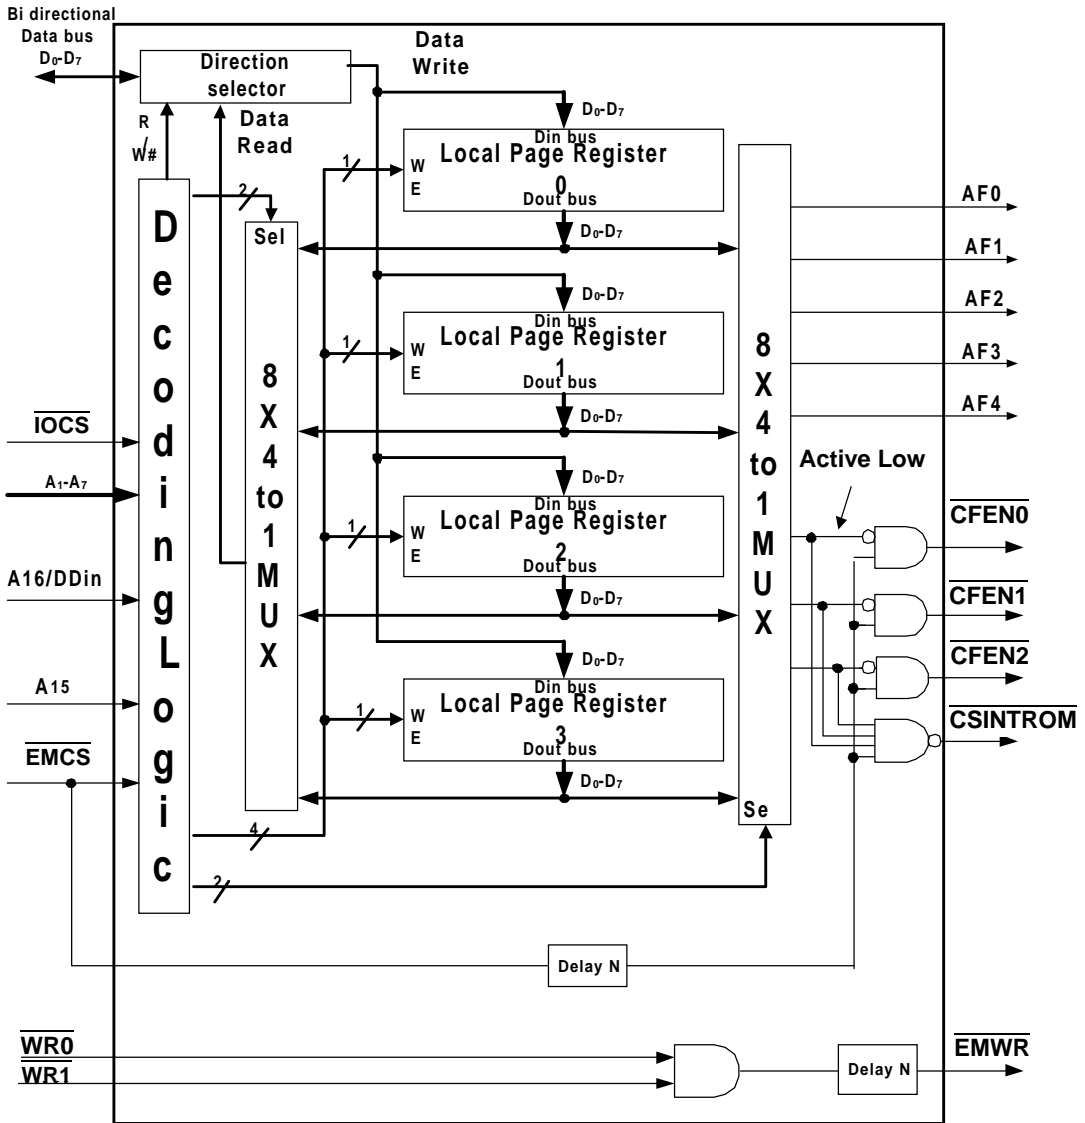 Bi directional
Data bus
D₀-D₇
Direction
selector
Data
Write
R
/
W#
Data
Read
D₀-D₇
Din bus
Local Page Register
0
Dout bus
W
E
1
D₀-D₇
2
Sel
D
e
c
o
d
i
n
g
L
o
g
i
c
8
X
4
to
1
M
U
X
D₀-D₇
Din bus
Local Page Register
1
Dout bus
W
E
1
D₀-D₇
D₀-D₇
Din bus
Local Page Register
2
Dout bus
W
E
1
D₀-D₇
D₀-D₇
Din bus
Local Page Register
3
Dout bus
W
E
1
D₀-D₇
8
X
4
to
1
M
U
X
Se
AF0
AF1
AF2
AF3
AF4
Active Low
CFEN0
CFEN1
CFEN2
CSINTROM
IOCS
A₁-A₇
A16/DDin
A15
EMCS
4
2
Delay N
WR0
WR1
Delay N
EMWR